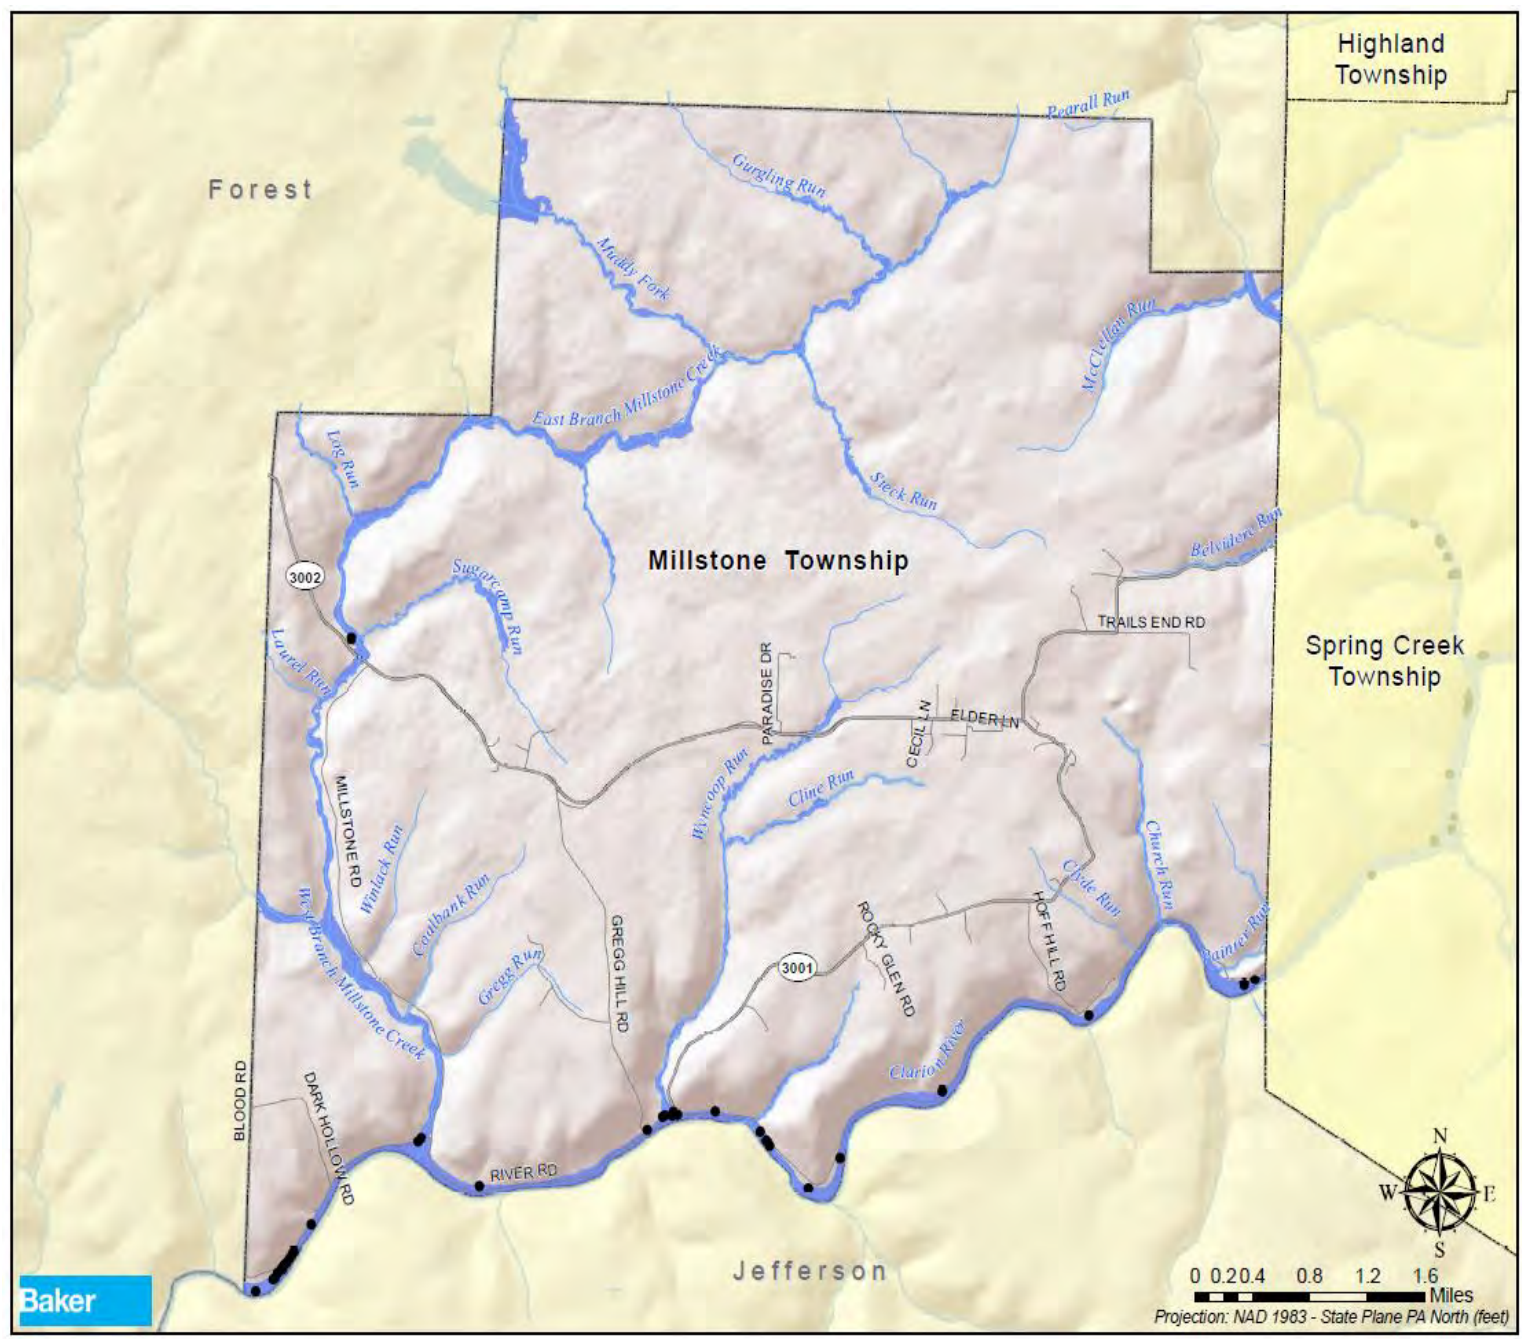 Highland
Township
Pearall Run
Forest
Gurgling Run
Muddy Fork
McClellan Run
East Branch Millstone Creek
Log Run
Steck Run
Belvidere Run
Millstone Township
3002
Sugarcamp Run
TRAILS END RD
Laurel Run
Spring Creek
Township
PARADISE DR
CECIL LN
ELDER LN
Wyncoop Run
Cline Run
MILLSTONE RD
Winlack Run
Church Run
Clyde Run
Coalbank Run
West Branch Millstone Creek
HOFF HILL RD
ROCKY GLEN RD
GREGG HILL RD
Painter Run
Gregg Run
3001
Clarion River
BLOOD RD
DARK HOLLOW RD
RIVER RD
N
W
E
S
Jefferson
Baker
0 0.20.4 0.8 1.2 1.6
Miles
Projection: NAD 1983 - State Plane PA North (feet)